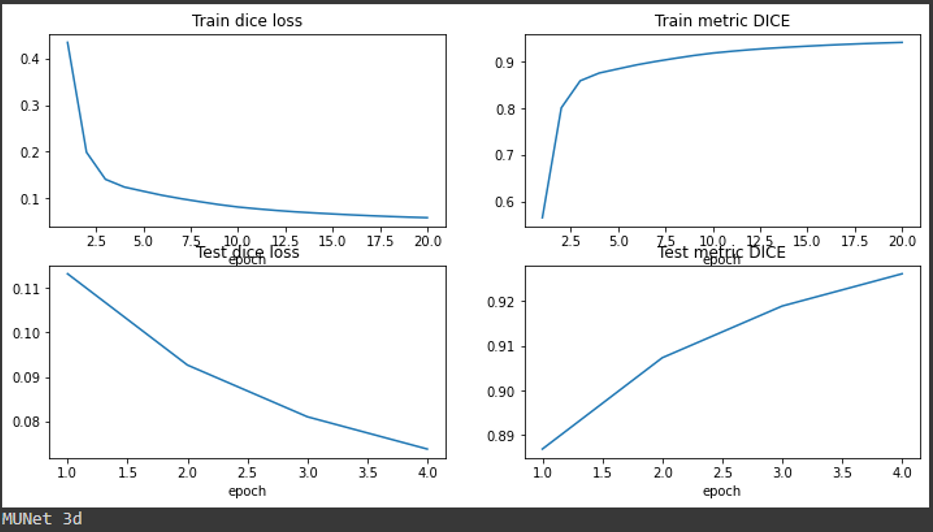 Train dice loss
Train metric DICE
0.4
0.3
0.2
0.1
2.5 5.0 7.5 10.0 12.5 15.0 17.5 20.0
epoch
0.9
0.8
0.7
0.6
2.5 5.0 7.5 10.0 12.5 15.0 17.5 20.0
epoch
Test dice loss
Test metric DICE
0.11
0.10
0.09
0.08
1.0 1.5 2.0 2.5 3.0 3.5 4.0
epoch
0.92
0.91
0.90
0.89
1.0 1.5 2.0 2.5 3.0 3.5 4.0
epoch
MUNet 3d